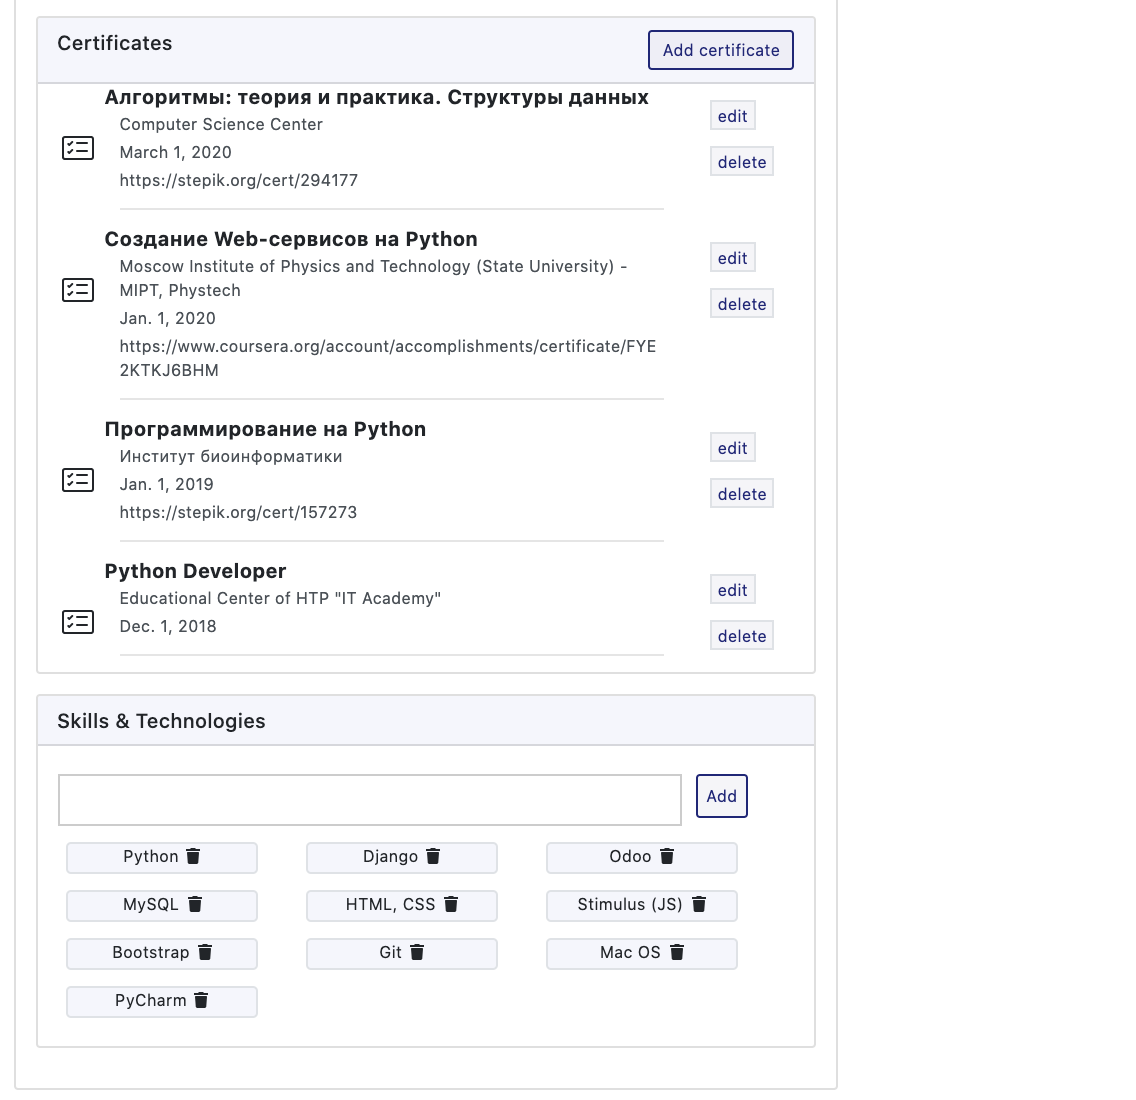 Certificates
Add certificate
Алгоритмы: теория и практика. Структуры данных
Computer Science Center
March 1, 2020
https://stepik.org/cert/294177
edit
delete
Создание Web-сервисов на Python
Moscow Institute of Physics and Technology (State University) -
MIPT, Phystech
Jan. 1, 2020
https://www.coursera.org/account/accomplishments/certificate/FYE
2KTKJ6BHM
edit
delete
Программирование на Python
Институт биоинформатики
Jan. 1, 2019
https://stepik.org/cert/157273
edit
delete
Python Developer
Educational Center of HTP "IT Academy"
Dec. 1, 2018
edit
delete
Skills & Technologies
Add
Python
Django
Odoo
MySQL
HTML, CSS
Stimulus (JS)
Bootstrap
Git
Mac OS
PyCharm